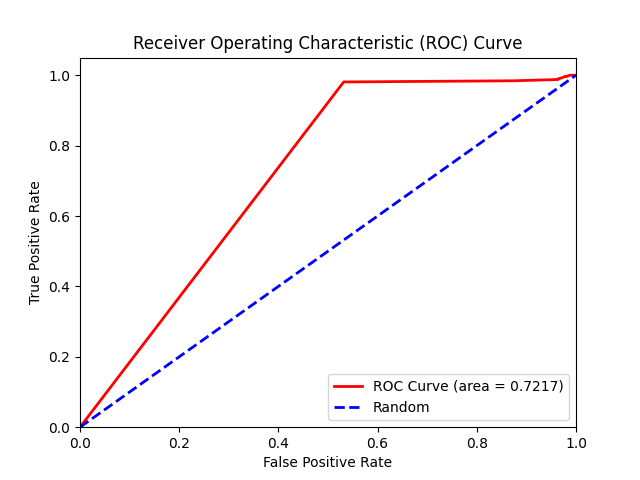 Receiver Operating Characteristic (ROC) Curve
True Positive Rate
1.0
0.8
0.6
0.4
0.2
0.0
0.0 0.2 0.4 0.6 0.8 1.0
False Positive Rate
ROC Curve (area = 0.7217)
Random